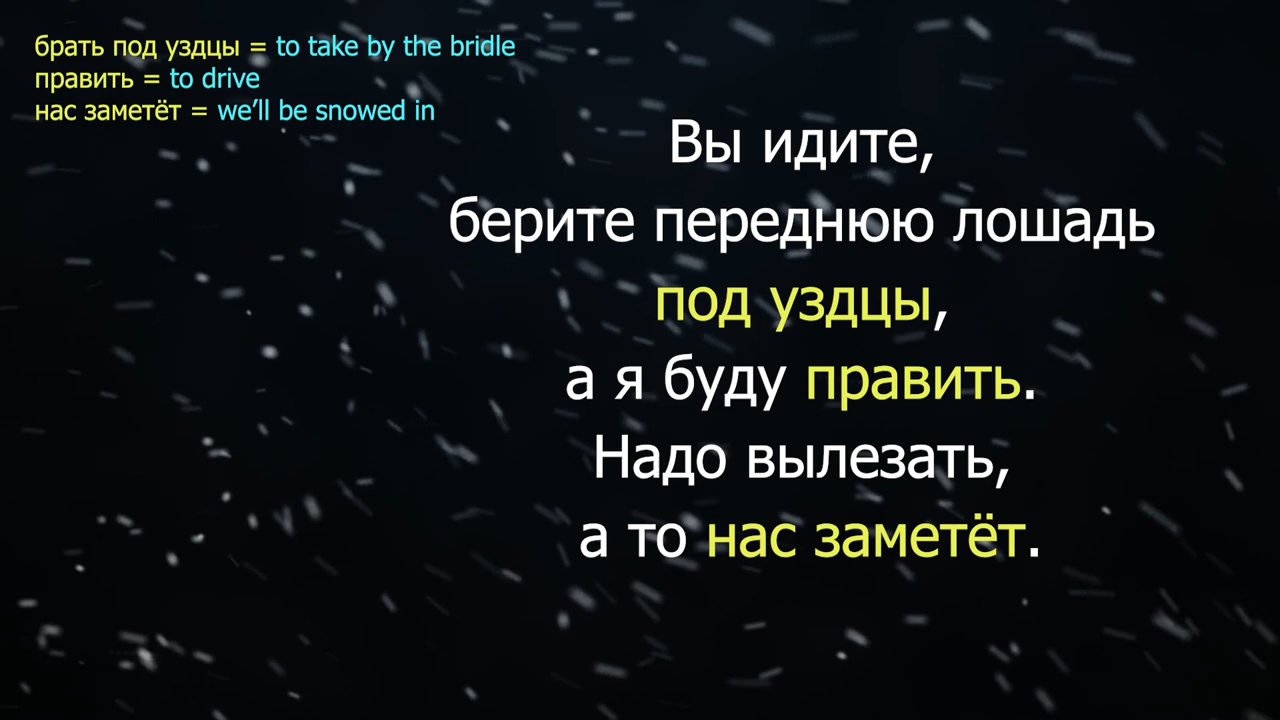 брать под уздцы = to take by the bridle
править = to drive
нас заметёт = we’ll be snowed in
Вы идите,
берите переднюю лошадь
под уздцы,
а я буду править.
Надо вылезать,
а то нас заметёт.